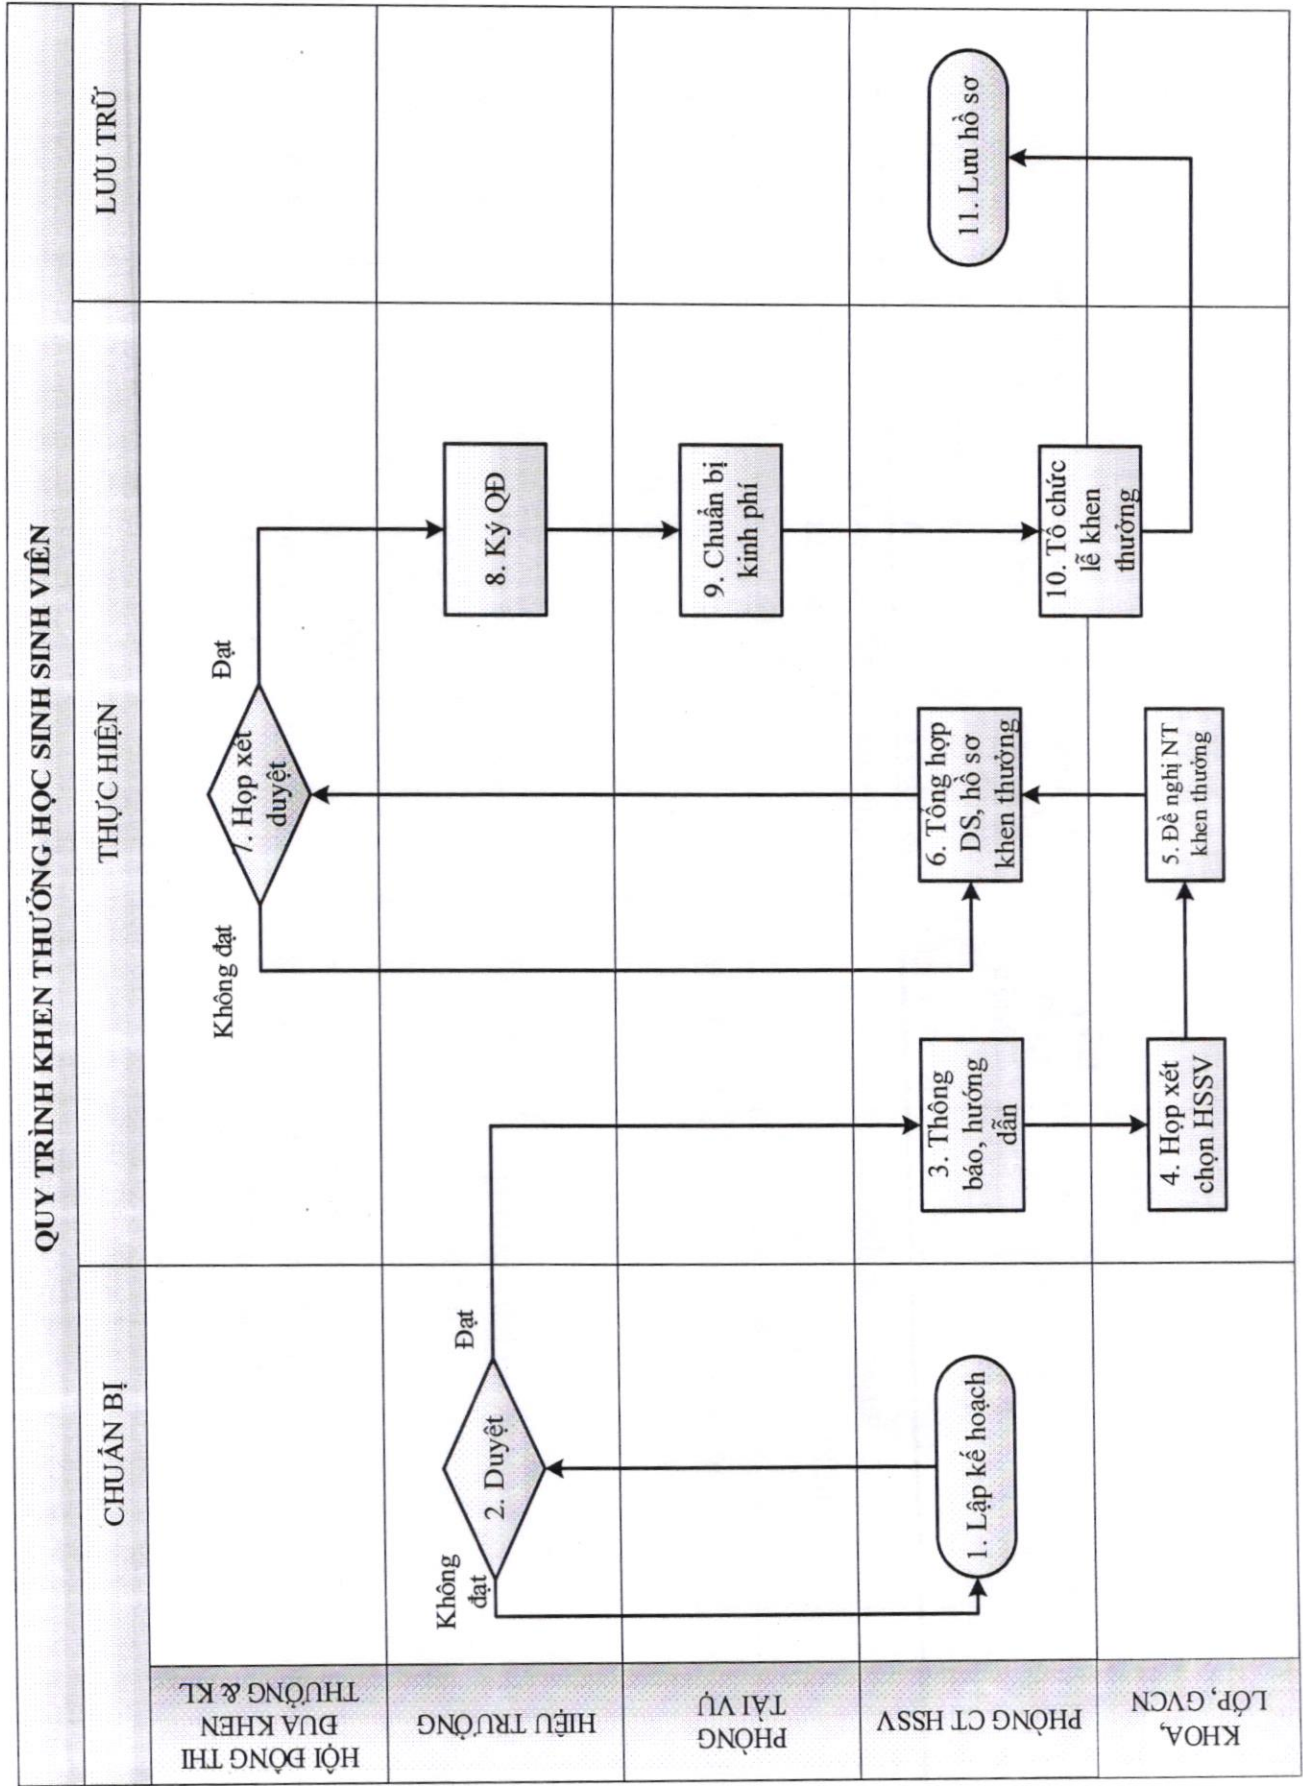 QUY TRÌNH KHEN THƯỞNG HỌC SINH SINH VIÊN
CHUẨN BỊ
THỰC HIỆN
LƯU TRỮ
HỘI ĐỒNG THI
ĐUA KHEN
THƯỞNG & KL
7. Họp xét
duyệt
Không đạt
Đạt
HIỆU TRƯỞNG
2. Duyệt
Không
đạt
Đạt
8. Ký QĐ
PHÒNG
TÀI VỤ
9. Chuẩn bị
kinh phí
PHÒNG CT HSSV
1. Lập kế hoạch
3. Thông
báo, hướng
dẫn
6. Tổng hợp
DS, hồ sơ
khen thưởng
10. Tổ chức
lễ khen
thưởng
11. Lưu hồ sơ
KHOA,
LỚP, GVCN
4. Họp xét
chọn HSSV
5. Đề nghị NT
khen thưởng